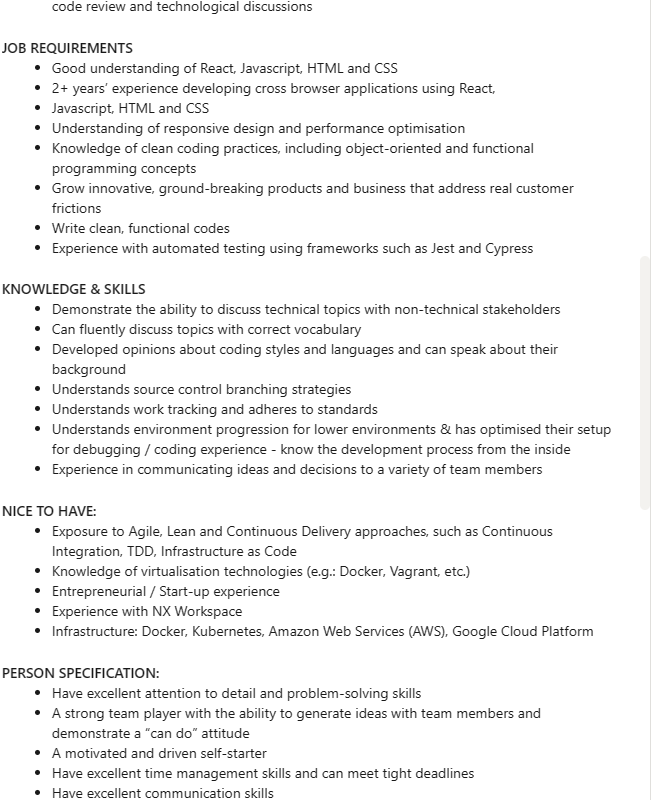 code review and technological discussions
JOB REQUIREMENTS
• Good understanding of React, Javascript, HTML and CSS
• 2+ years' experience developing cross browser applications using React,
• Javascript, HTML and CSS
• Understanding of responsive design and performance optimisation
• Knowledge of clean coding practices, including object-oriented and functional
programming concepts
• Grow innovative, ground-breaking products and business that address real customer
frictions
• Write clean, functional codes
• Experience with automated testing using frameworks such as Jest and Cypress
KNOWLEDGE & SKILLS
• Demonstrate the ability to discuss technical topics with non-technical stakeholders
• Can fluently discuss topics with correct vocabulary
• Developed opinions about coding styles and languages and can speak about their
background
• Understands source control branching strategies
• Understands work tracking and adheres to standards
• Understands environment progression for lower environments & has optimised their setup
for debugging / coding experience - know the development process from the inside
• Experience in communicating ideas and decisions to a variety of team members
NICE TO HAVE:
• Exposure to Agile, Lean and Continuous Delivery approaches, such as Continuous
Integration, TDD, Infrastructure as Code
• Knowledge of virtualisation technologies (e.g.: Docker, Vagrant, etc.)
• Entrepreneurial / Start-up experience
• Experience with NX Workspace
• Infrastructure: Docker, Kubernetes, Amazon Web Services (AWS), Google Cloud Platform
PERSON SPECIFICATION:
• Have excellent attention to detail and problem-solving skills
• A strong team player with the ability to generate ideas with team members and
demonstrate a “can do” attitude
• A motivated and driven self-starter
• Have excellent time management skills and can meet tight deadlines
• Have excellent communication skills